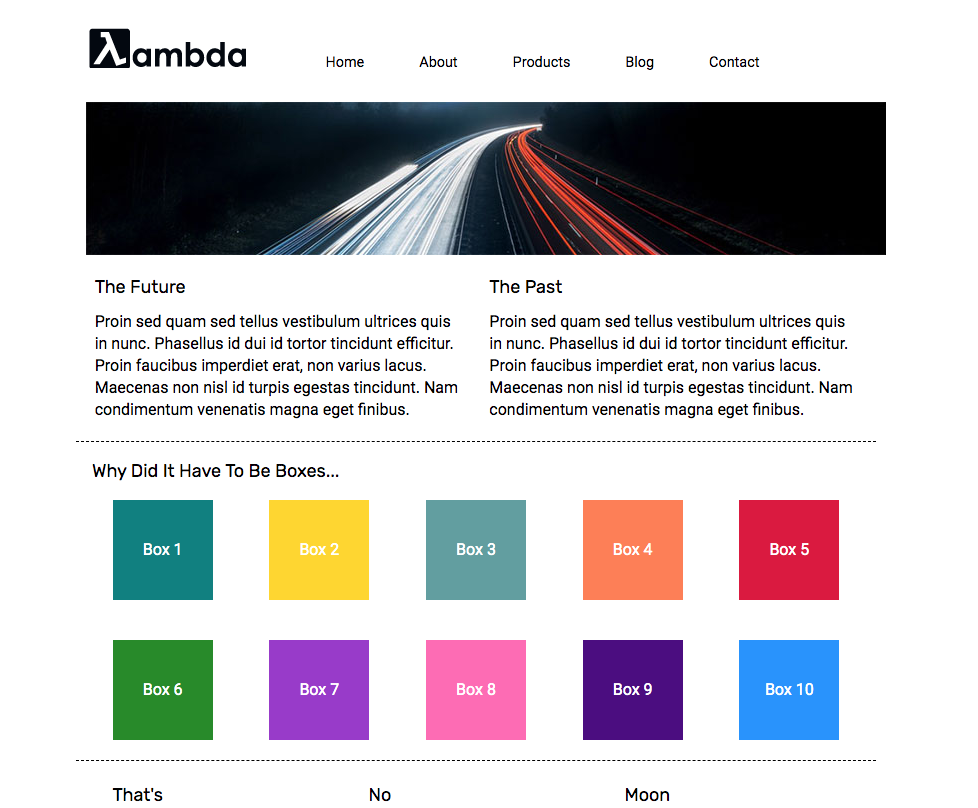 λambda
Home About Products Blog Contact
The Future
Proin sed quam sed tellus vestibulum ultrices quis
in nunc. Phasellus id dui id tortor tincidunt efficitur.
Proin faucibus imperdiet erat, non varius lacus.
Maecenas non nisl id turpis egestas tincidunt. Nam
condimentum venenatis magna eget finibus.
The Past
Proin sed quam sed tellus vestibulum ultrices quis
in nunc. Phasellus id dui id tortor tincidunt efficitur.
Proin faucibus imperdiet erat, non varius lacus.
Maecenas non nisl id turpis egestas tincidunt. Nam
condimentum venenatis magna eget finibus.
Why Did It Have To Be Boxes...
Box 1 Box 2 Box 3 Box 4 Box 5
Box 6 Box 7 Box 8 Box 9 Box 10
That's No Moon